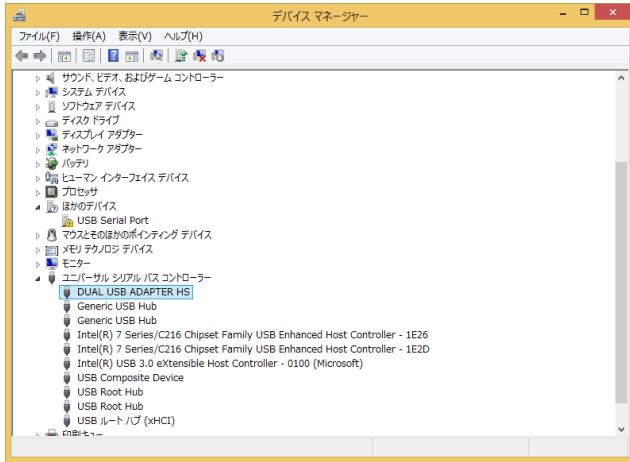 デバイス マネージャー
ファイル(F) 操作(A) 表示(V) ヘルプ(H)
サウンド、ビデオ、およびゲーム コントローラー
システム デバイス
ソフトウェア デバイス
ディスク ドライブ
ディスプレイ アダプター
ネットワーク アダプター
バッテリ
ヒューマン インターフェイス デバイス
プロセッサ
ほかのデバイス
USB Serial Port
マウスとそのほかのポインティング デバイス
メモリ テクノロジ デバイス
モニター
ユニバーサル シリアル バス コントローラー
DUAL USB ADAPTER HS
Generic USB Hub
Generic USB Hub
Intel(R) 7 Series/C216 Chipset Family USB Enhanced Host Controller - 1E26
Intel(R) 7 Series/C216 Chipset Family USB Enhanced Host Controller - 1E2D
Intel(R) USB 3.0 eXtensible Host Controller - 0100 (Microsoft)
USB Composite Device
USB Root Hub
USB Root Hub
USB ルート ハブ (xHCI)
印刷キュー